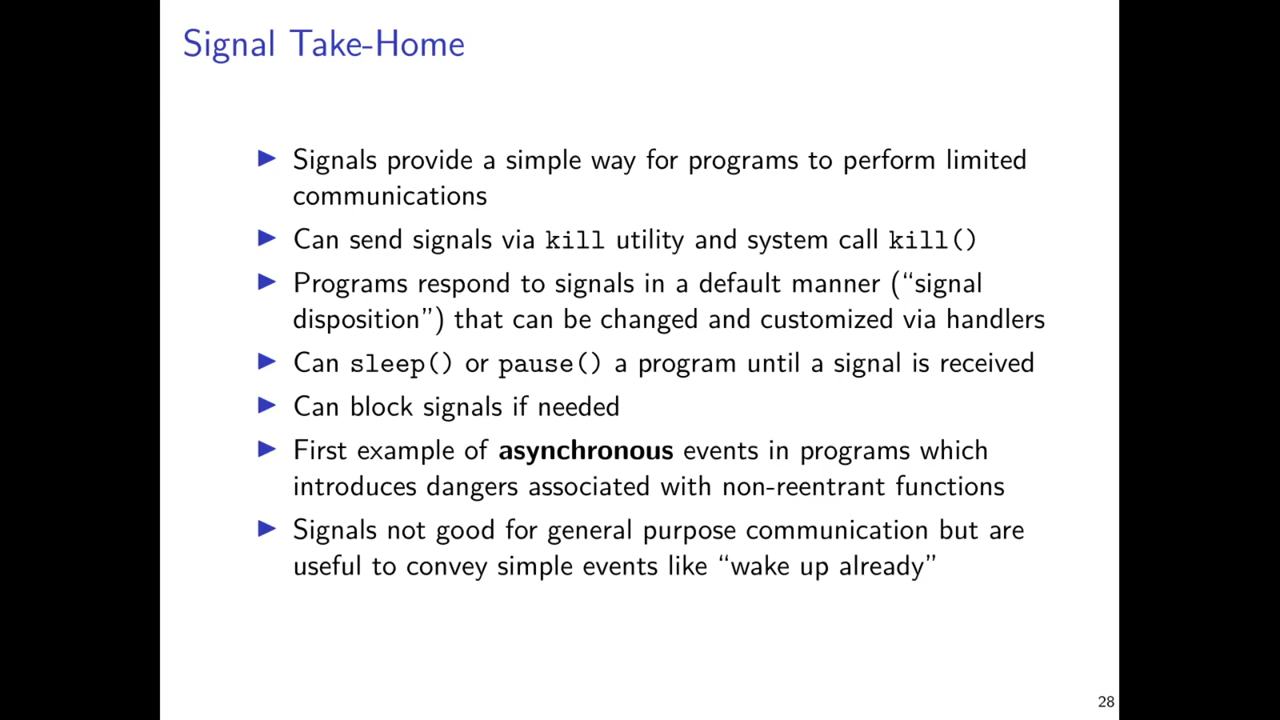 Signal Take-Home
▶ Signals provide a simple way for programs to perform limited
communications
▶ Can send signals via kill utility and system call kill()
▶ Programs respond to signals in a default manner (“signal
disposition”) that can be changed and customized via handlers
▶ Can sleep() or pause() a program until a signal is received
▶ Can block signals if needed
▶ First example of asynchronous events in programs which
introduces dangers associated with non-reentrant functions
▶ Signals not good for general purpose communication but are
useful to convey simple events like “wake up already”
28